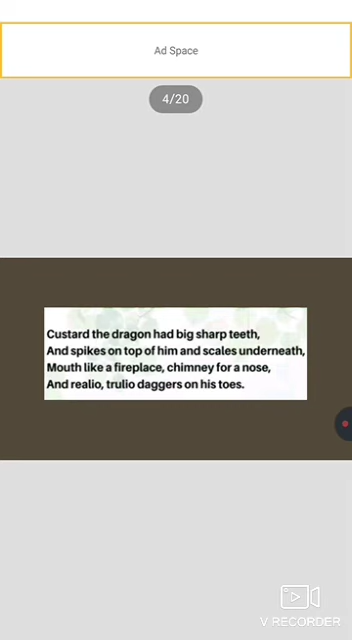 Ad Space
4/20
Custard the dragon had big sharp teeth,
And spikes on top of him and scales underneath,
Mouth like a fireplace, chimney for a nose,
And realio, trulio daggers on his toes.
V RECORDER